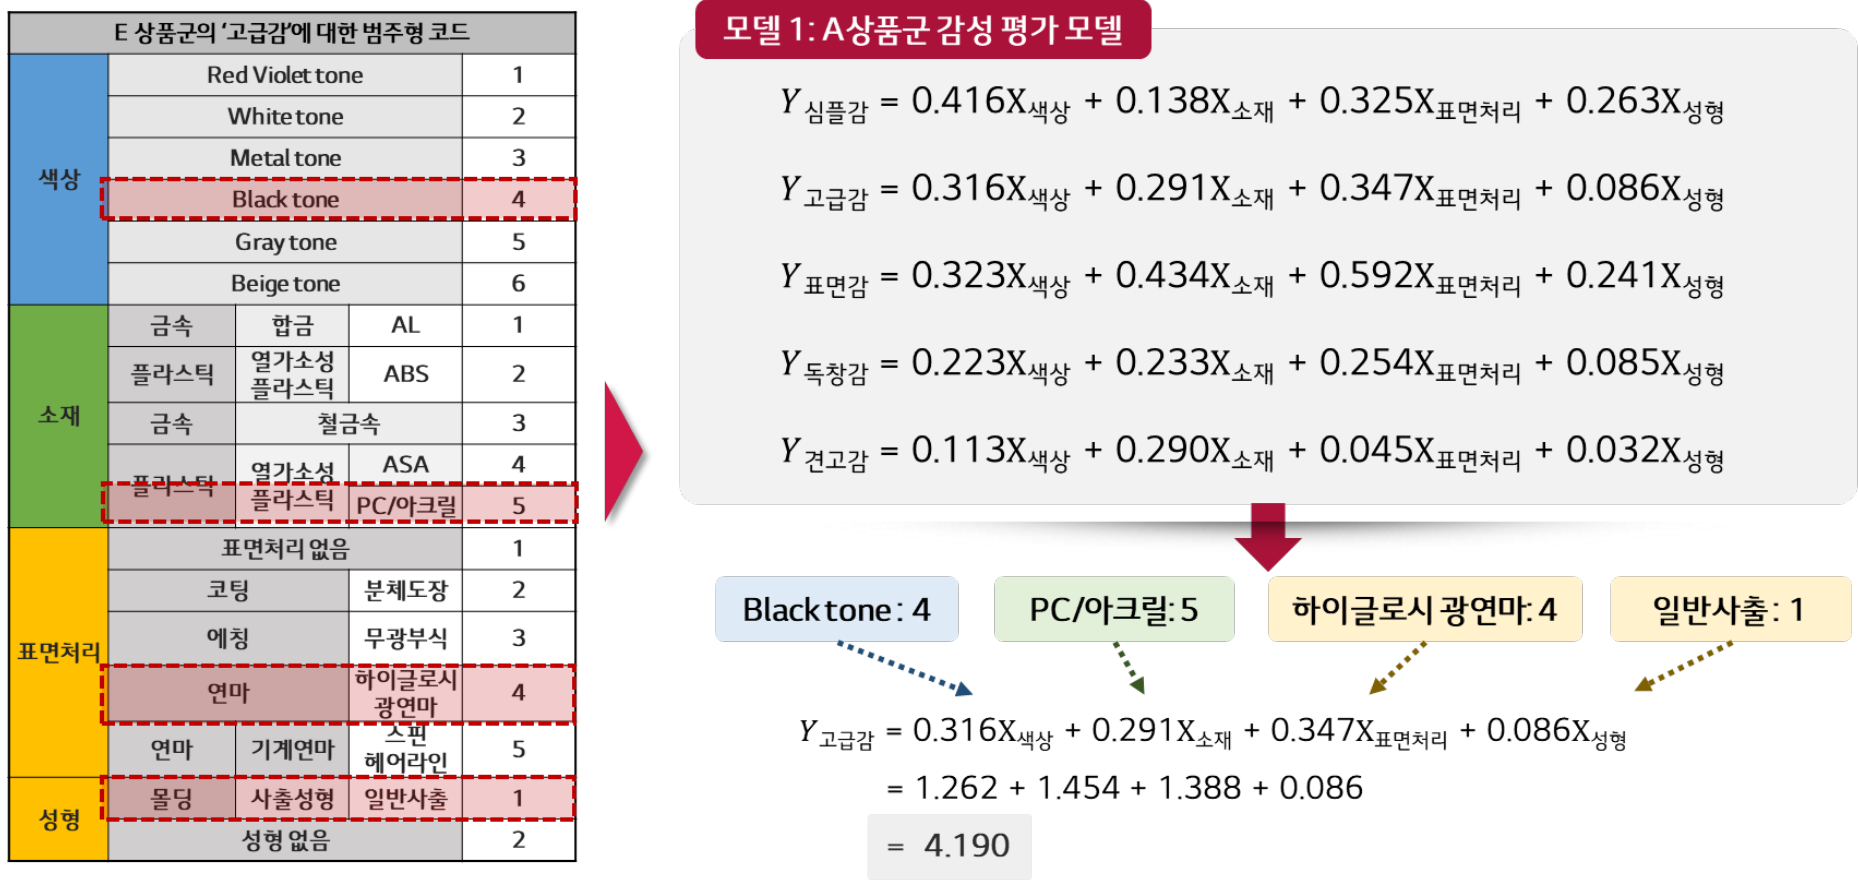 E 상품군의 ‘고급감’에 대한 범주형 코드
색상
Red Violet tone 1
White tone 2
Metal tone 3
Black tone 4
Gray tone 5
Beige tone 6
소재
금속 합금 AL 1
플라스틱 열가소성 플라스틱 ABS 2
금속 철금속 3
플라스틱 열가소성 플라스틱 ASA 4
PC/아크릴 5
표면처리
표면처리 없음 1
코팅 분체도장 2
에칭 무광부식 3
연마 하이글로시 광연마 4
연마 기계연마 스핀 헤어라인 5
성형
몰딩 사출성형 일반사출 1
성형 없음 2
모델 1: A상품군 감성 평가 모델
Y심플감 = 0.416X색상 + 0.138X소재 + 0.325X표면처리 + 0.263X성형
Y고급감 = 0.316X색상 + 0.291X소재 + 0.347X표면처리 + 0.086X성형
Y표면감 = 0.323X색상 + 0.434X소재 + 0.592X표면처리 + 0.241X성형
Y독창감 = 0.223X색상 + 0.233X소재 + 0.254X표면처리 + 0.085X성형
Y견고감 = 0.113X색상 + 0.290X소재 + 0.045X표면처리 + 0.032X성형
Black tone : 4
PC/아크릴: 5
하이글로시 광연마: 4
일반사출 : 1
Y고급감 = 0.316X색상 + 0.291X소재 + 0.347X표면처리 + 0.086X성형
= 1.262 + 1.454 + 1.388 + 0.086
= 4.190